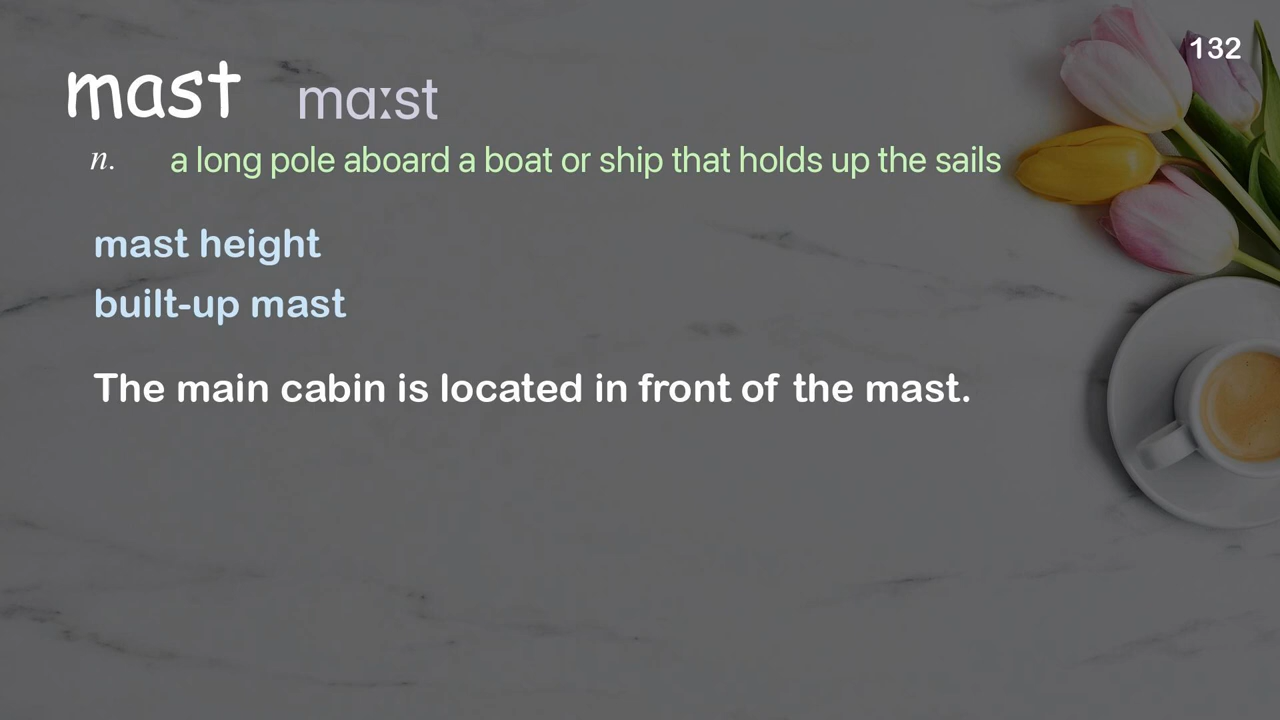 132
mast mɑːst
n. a long pole aboard a boat or ship that holds up the sails
mast height
built-up mast
The main cabin is located in front of the mast.